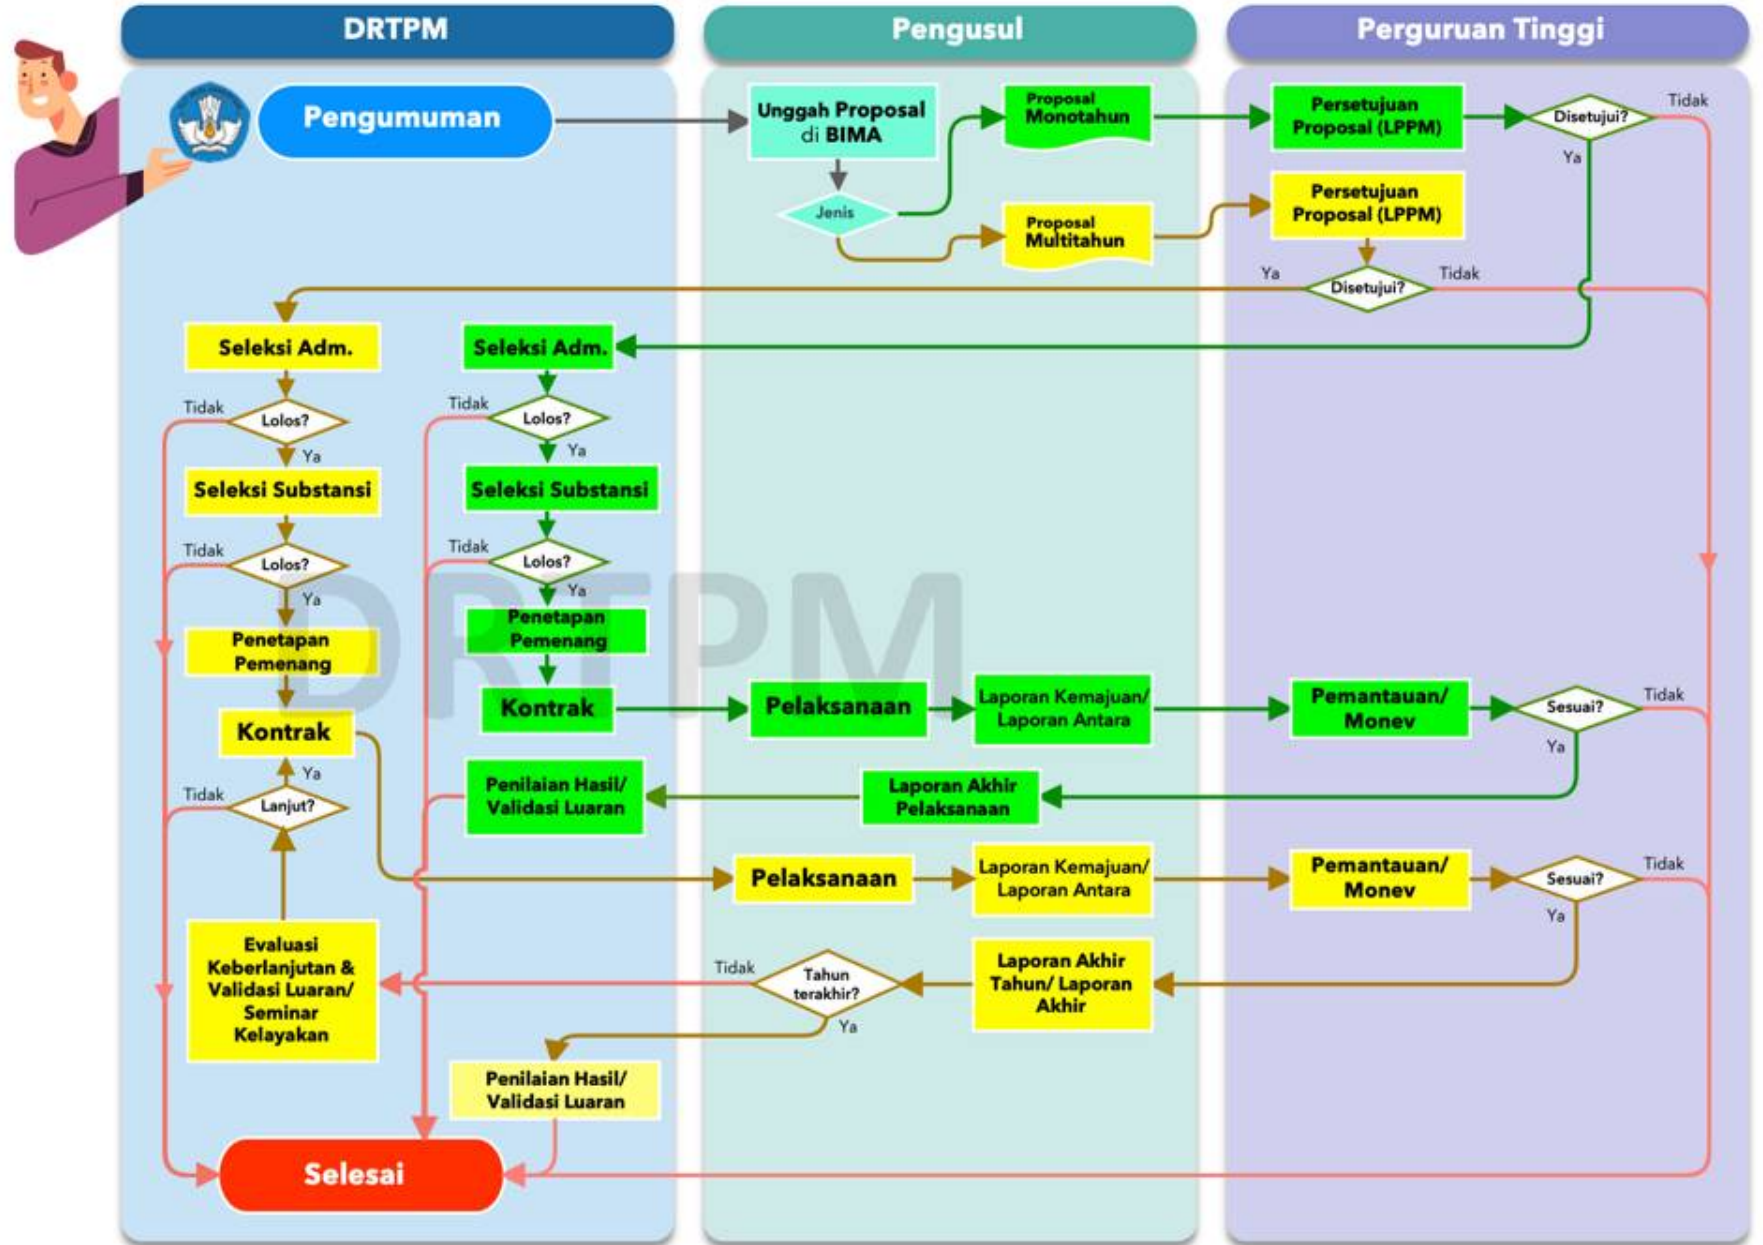 DRTPM
Pengusul
Perguruan Tinggi
Pengumuman
Unggah Proposal
di BIMA
Jenis
Proposal
Monotahun
Proposal
Multitahun
Persetujuan
Proposal (LPPM)
Disetujui?
Tidak
Ya
Persetujuan
Proposal (LPPM)
Disetujui?
Ya
Tidak
Seleksi Adm.
Lolos?
Tidak
Ya
Seleksi Substansi
Lolos?
Tidak
Ya
Penetapan
Pemenang
Kontrak
Ya
Lanjut?
Tidak
Evaluasi
Keberlanjutan &
Validasi Luaran/
Seminar
Kelayakan
Seleksi Adm.
Lolos?
Tidak
Ya
Seleksi Substansi
Lolos?
Tidak
Ya
Penetapan
Pemenang
Kontrak
Pelaksanaan
Laporan Kemajuan/
Laporan Antara
Pemantauan/
Monev
Sesuai?
Tidak
Ya
Laporan Akhir
Pelaksanaan
Penilaian Hasil/
Validasi Luaran
Pelaksanaan
Laporan Kemajuan/
Laporan Antara
Pemantauan/
Monev
Sesuai?
Tidak
Ya
Laporan Akhir
Tahun/ Laporan
Akhir
Tahun
terakhir?
Tidak
Ya
Penilaian Hasil/
Validasi Luaran
Selesai
DRTPM